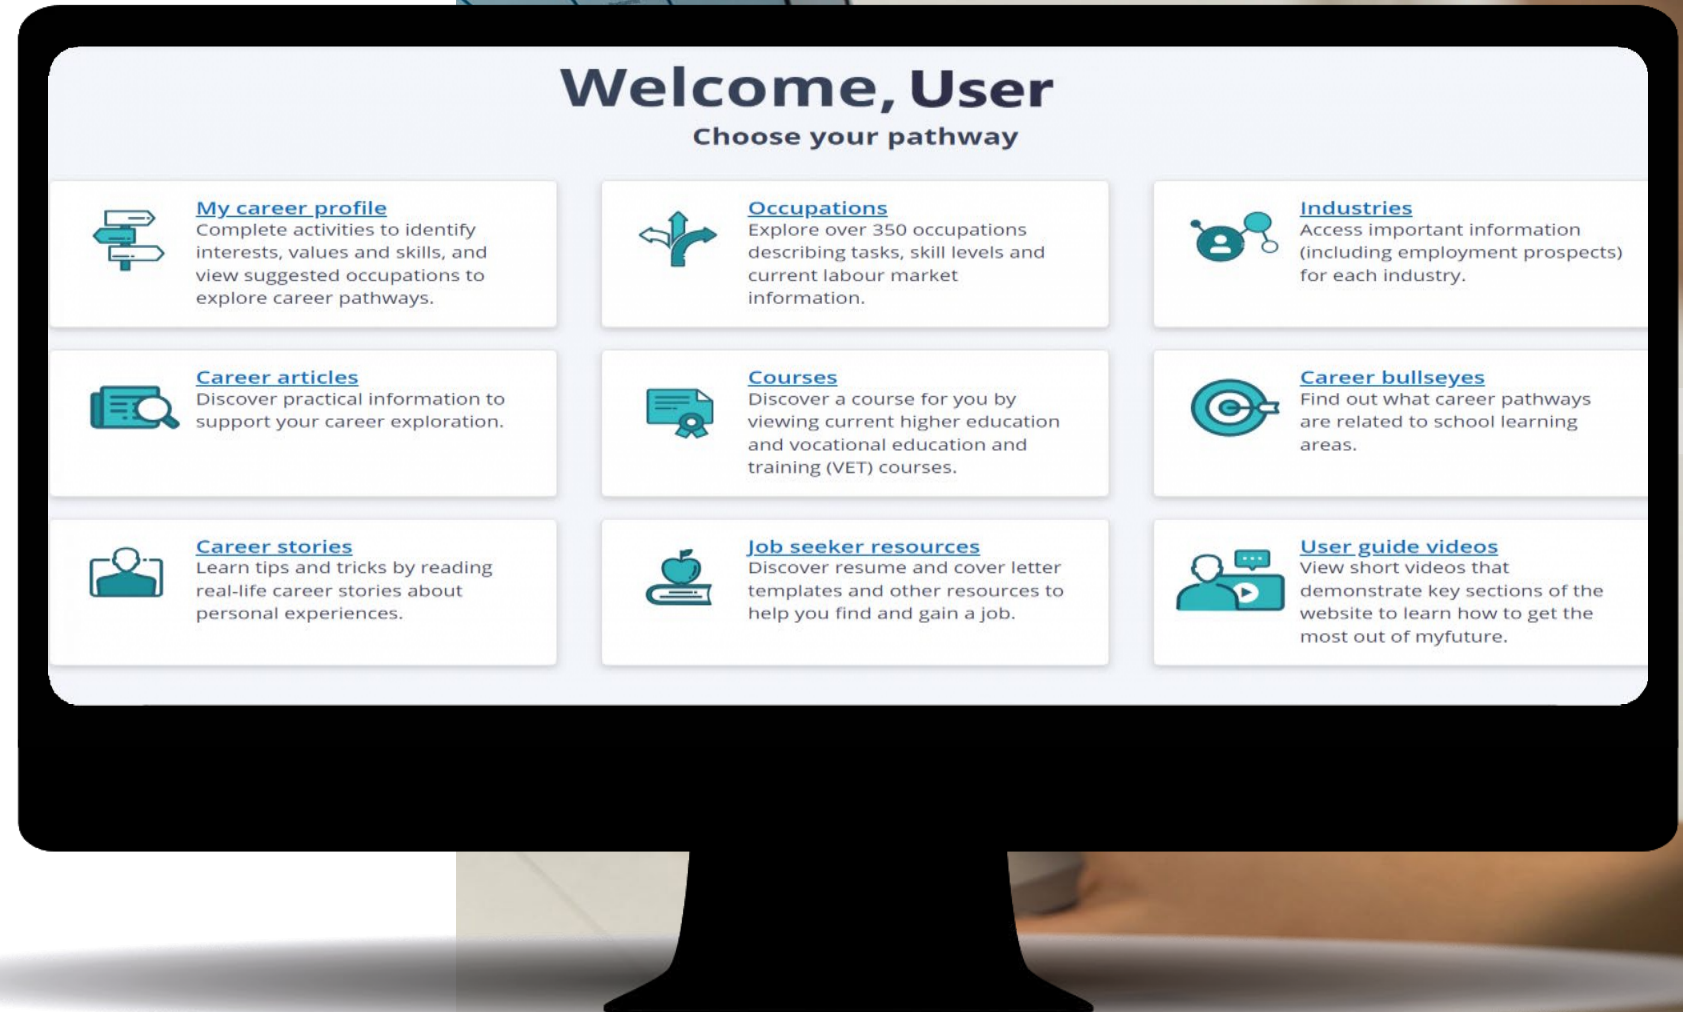 Welcome, User
Choose your pathway
My career profile
Complete activities to identify
interests, values and skills, and
view suggested occupations to
explore career pathways.
Occupations
Explore over 350 occupations
describing tasks, skill levels and
current labour market
information.
Industries
Access important information
(including employment prospects)
for each industry.
Career articles
Discover practical information to
support your career exploration.
Courses
Discover a course for you by
viewing current higher education
and vocational education and
training (VET) courses.
Career bullseyes
Find out what career pathways
are related to school learning
areas.
Career stories
Learn tips and tricks by reading
real-life career stories about
personal experiences.
Job seeker resources
Discover resume and cover letter
templates and other resources to
help you find and gain a job.
User guide videos
View short videos that
demonstrate key sections of the
website to learn how to get the
most out of myfuture.